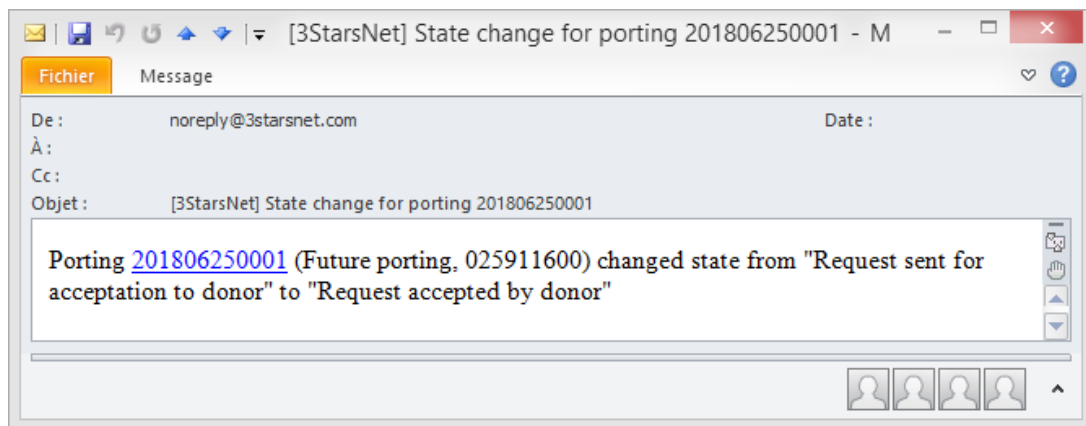 [3StarsNet] State change for porting 201806250001 - M
Fichier Message
De : noreply@3starsnet.com Date :
À :
Cc :
Objet : [3StarsNet] State change for porting 201806250001
Porting 201806250001 (Future porting, 025911600) changed state from "Request sent for
acceptation to donor" to "Request accepted by donor"